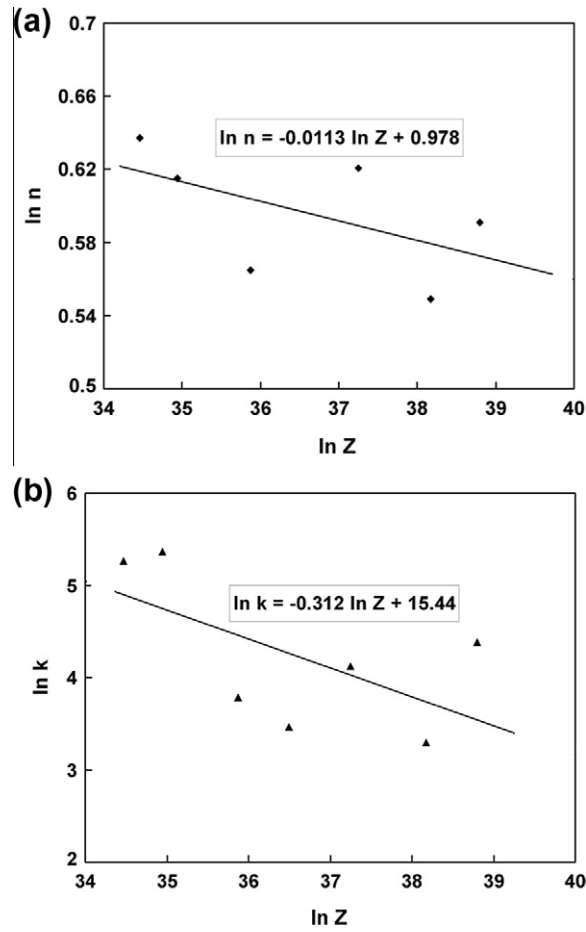 (a)
0.7
0.66
0.62
0.58
0.54
0.5
ln n
ln n = -0.0113 ln Z + 0.978
34 35 36 37 38 39 40
ln Z
(b)
6
5
4
3
2
ln k
ln k = -0.312 ln Z + 15.44
34 35 36 37 38 39 40
ln Z